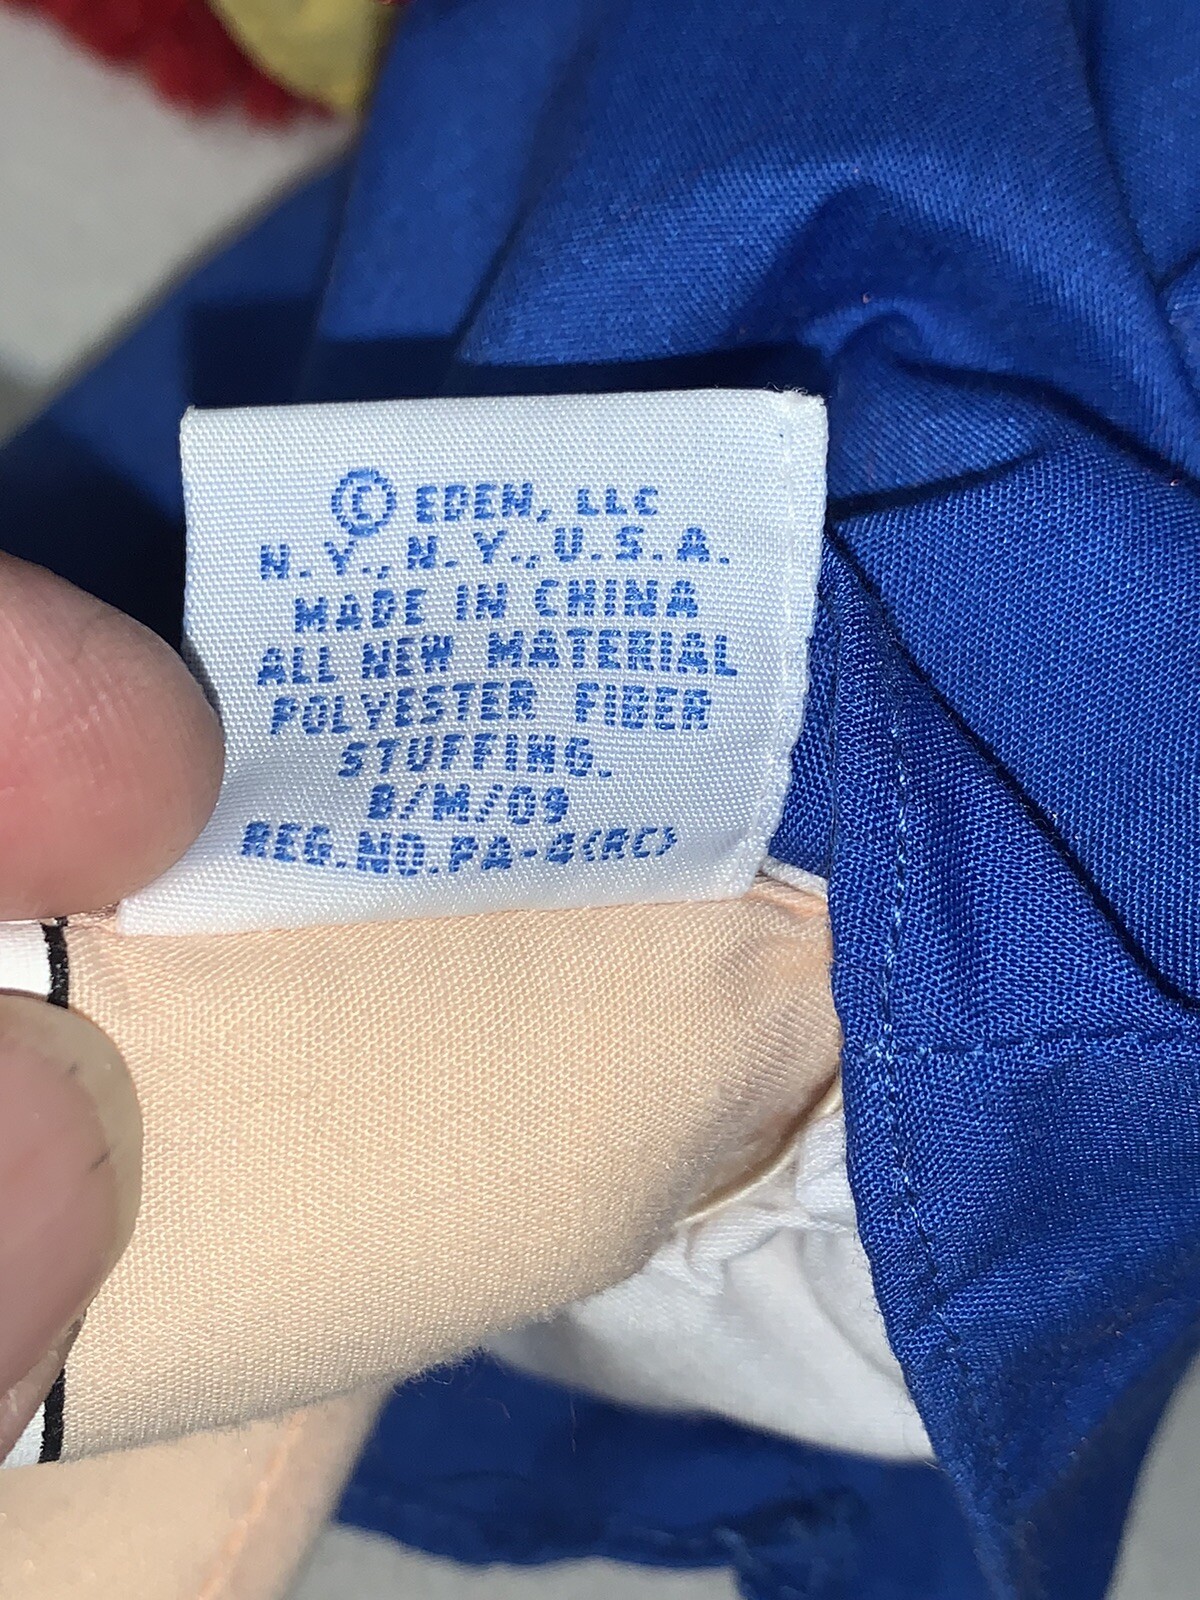 © EDEN, LLC
N.Y., N.Y., U.S.A.
MADE IN CHINA
ALL NEW MATERIAL
POLYESTER FIBER
STUFFING.
B/M/09
REG.NO.PA-4(RC)